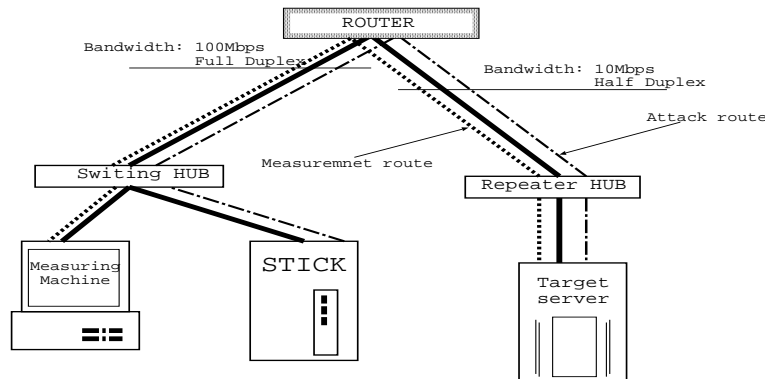 ROUTER
Bandwidth: 100Mbps
Full Duplex
Bandwidth: 10Mbps
Half Duplex
Attack route
Measuremnet route
Switing HUB
Repeater HUB
Measuring
Machine
STICK
Target
server